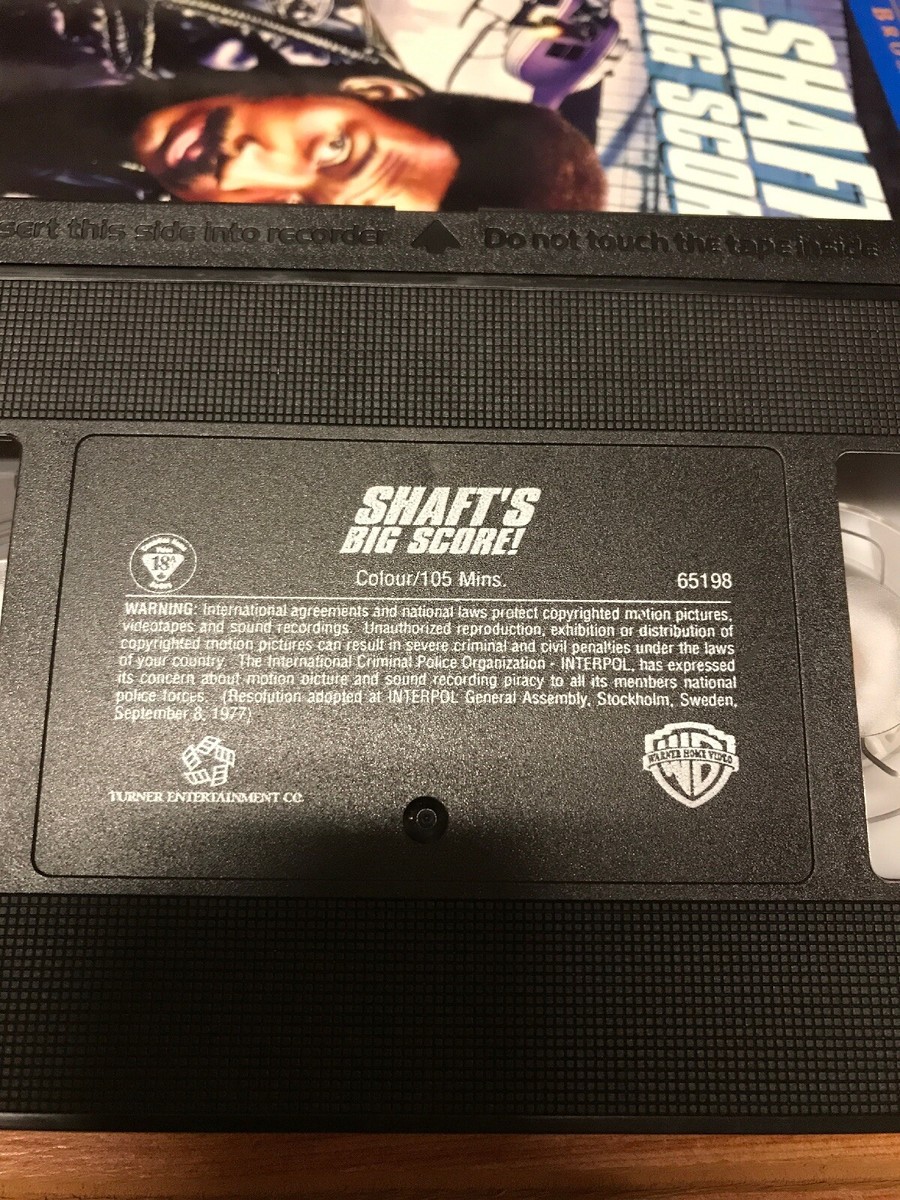 SHAFT
BIG SCOR
BRU
sert this side into recorder Do not touch the tape inside
SHAFT'S
BIG SCORE!
18A
Colour/105 Mins. 65198
WARNING: International agreements and national laws protect copyrighted motion pictures,
videotapes and sound recordings. Unauthorized reproduction, exhibition or distribution of
copyrighted motion pictures can result in severe criminal and civil penalties under the laws
of your country. The International Criminal Police Organization - INTERPOL, has expressed
its concern about motion picture and sound recording piracy to all its members national
police forces. (Resolution adopted at INTERPOL General Assembly, Stockholm, Sweden,
September 8, 1977)
WARNER HOME VIDEO
TURNER ENTERTAINMENT CO.